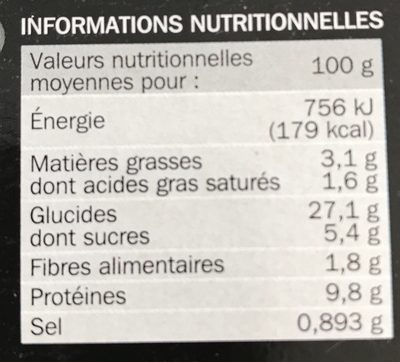 INFORMATIONS NUTRITIONNELLES
Valeurs nutritionnelles
moyennes pour : 100 g
Énergie 756 kJ
(179 kcal)
Matières grasses 3,1 g
dont acides gras saturés 1,6 g
Glucides 27,1 g
dont sucres 5,4 g
Fibres alimentaires 1,8 g
Protéines 9,8 g
Sel 0,893 g